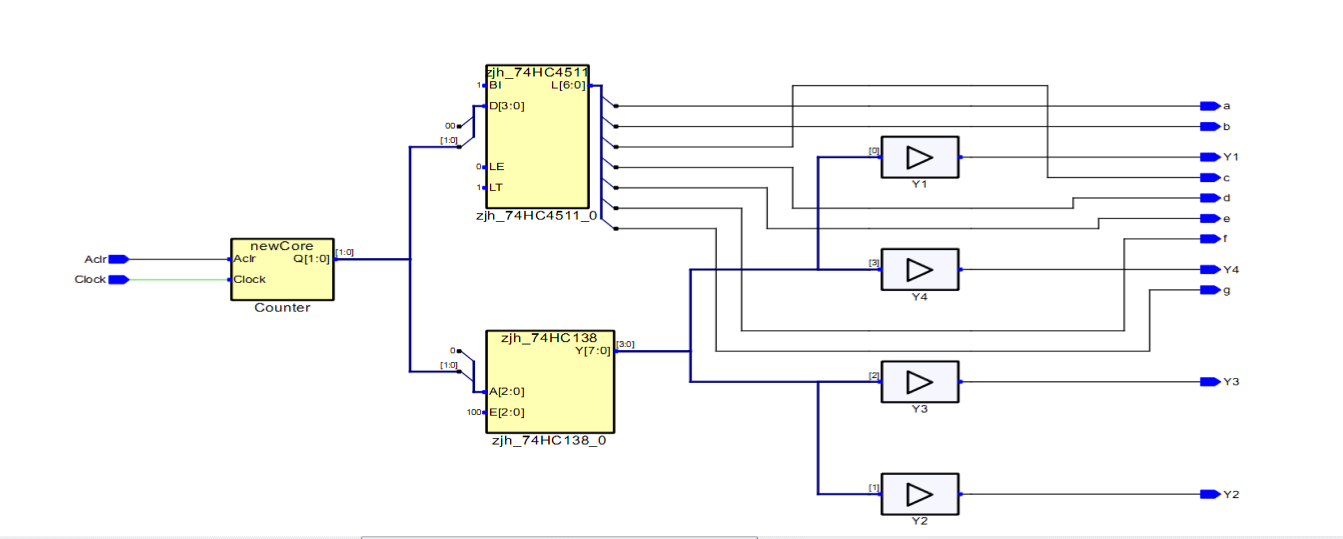 zjh_74HC4511
1 BI L[6:0]
D[3:0]
00
[1:0]
0 LE
1 LT
zjh_74HC4511_0
a
b
[0]
Y1
Y1
c
d
e
f
newCore
Aclr Aclr Q[1:0] [1:0]
Clock Clock
Counter
[3]
Y4
Y4
g
zjh_74HC138
0 Y[7:0] [3:0]
[1:0]
A[2:0]
100 E[2:0]
zjh_74HC138_0
[2]
Y3
Y3
[1]
Y2
Y2